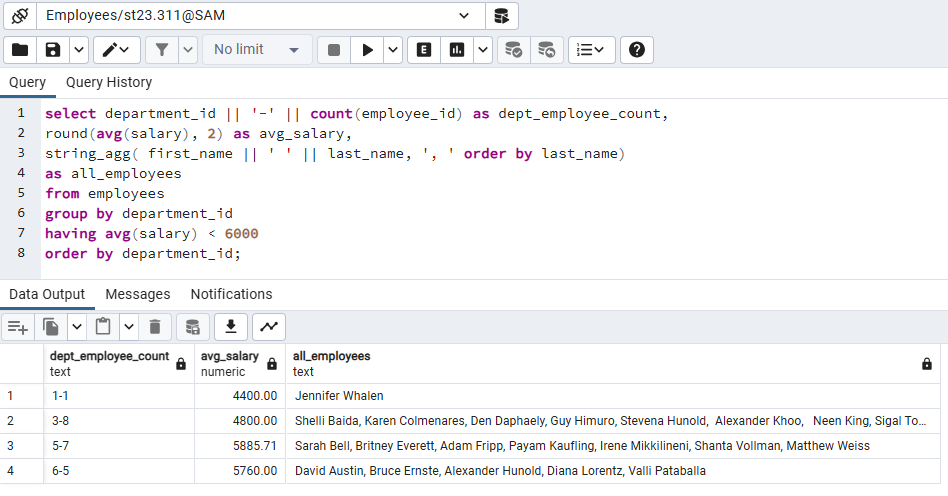 Employees/st23.311@SAM
No limit
E
Query Query History
1 select department_id || '-' || count(employee_id) as dept_employee_count,
2 round(avg(salary), 2) as avg_salary,
3 string_agg( first_name || ' ' || last_name, ', ' order by last_name)
4 as all_employees
5 from employees
6 group by department_id
7 having avg(salary) < 6000
8 order by department_id;
Data Output Messages Notifications
dept_employee_count avg_salary all_employees
text numeric text
1 1-1 4400.00 Jennifer Whalen
2 3-8 4800.00 Shelli Baida, Karen Colmenares, Den Daphaely, Guy Himuro, Stevena Hunold, Alexander Khoo, Neen King, Sigal To...
3 5-7 5885.71 Sarah Bell, Britney Everett, Adam Fripp, Payam Kaufling, Irene Mikkilineni, Shanta Vollman, Matthew Weiss
4 6-5 5760.00 David Austin, Bruce Ernste, Alexander Hunold, Diana Lorentz, Valli Pataballa